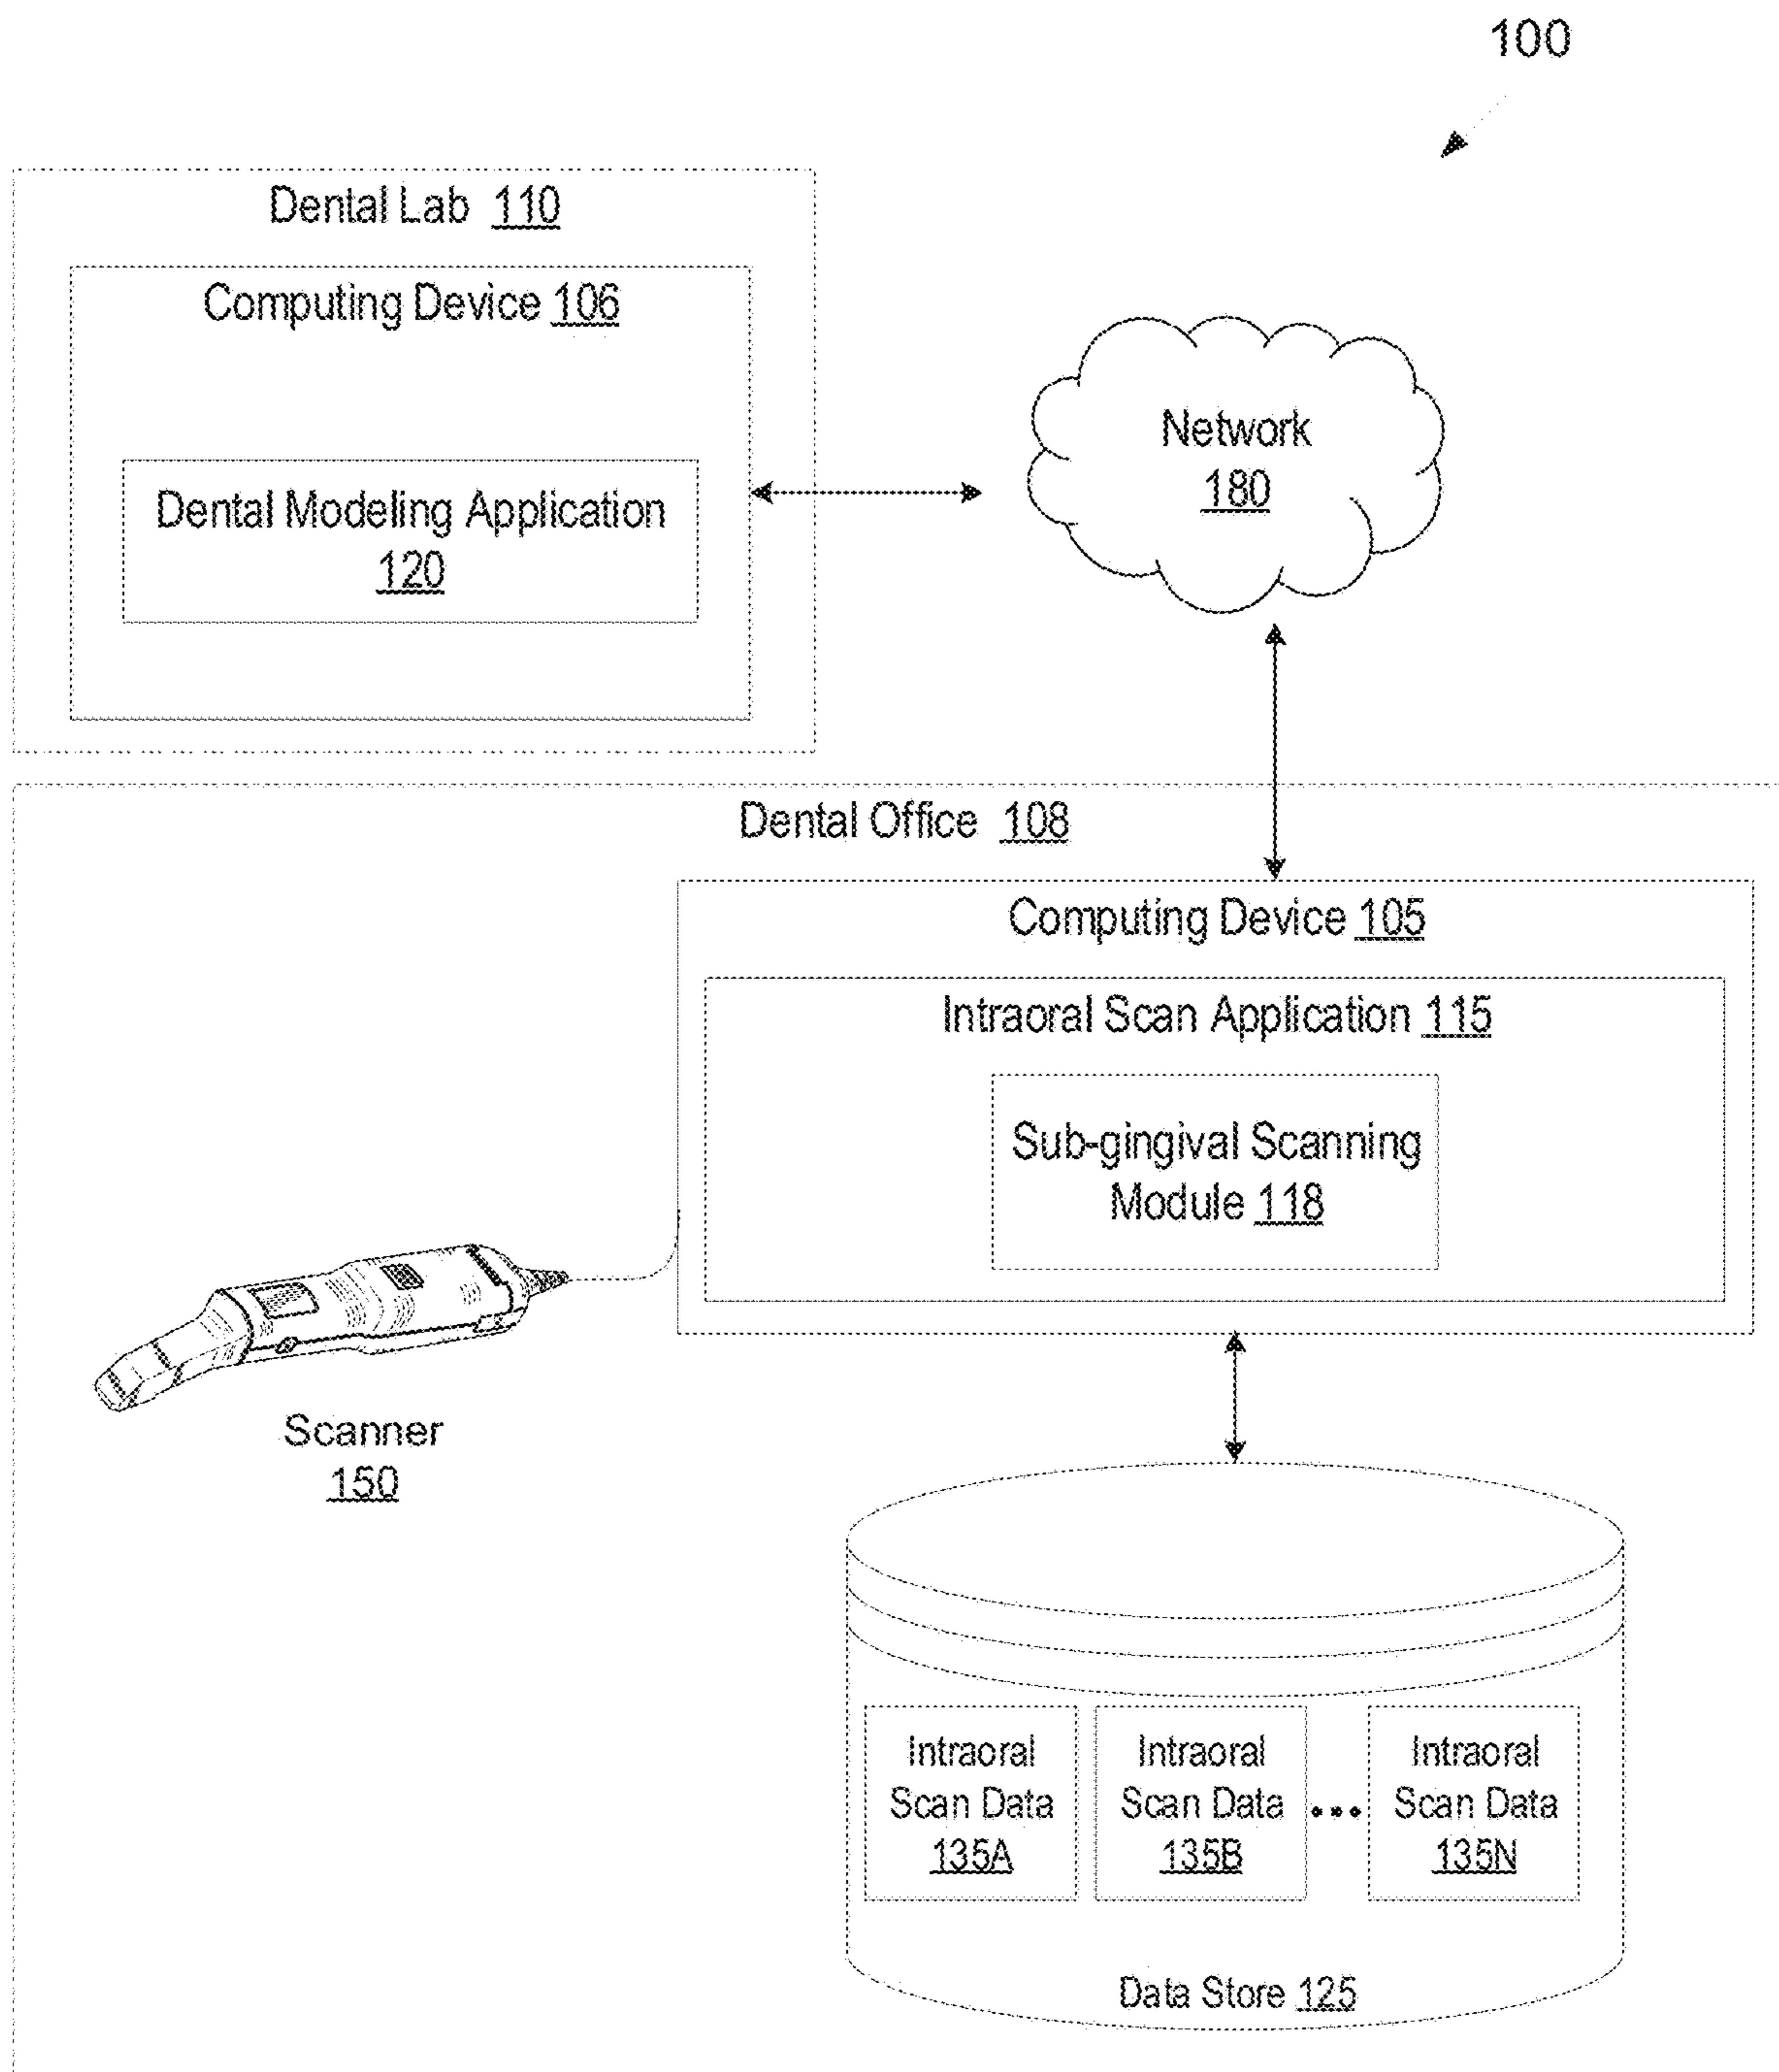 100
Dental Lab 110
Computing Device 106
Dental Modeling Application
120
Network
180
Dental Office 108
Computing Device 105
Intraoral Scan Application 115
Sub-gingival Scanning
Module 118
Scanner
150
Intraoral
Scan Data
135A
Intraoral
Scan Data
135B
Intraoral
Scan Data
135N
Data Store 125